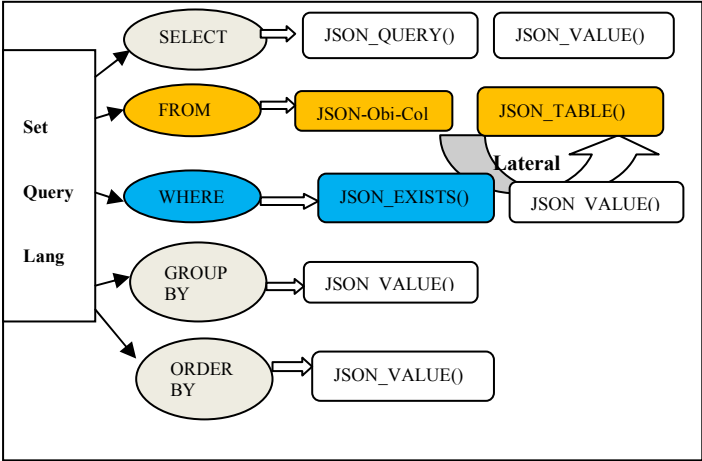 SELECT
JSON_QUERY()
JSON_VALUE()
Set
Query
Lang
FROM
JSON-Obi-Col
JSON_TABLE()
Lateral
WHERE
JSON_EXISTS()
JSON_VALUE()
GROUP
BY
JSON_VALUE()
ORDER
BY
JSON_VALUE()